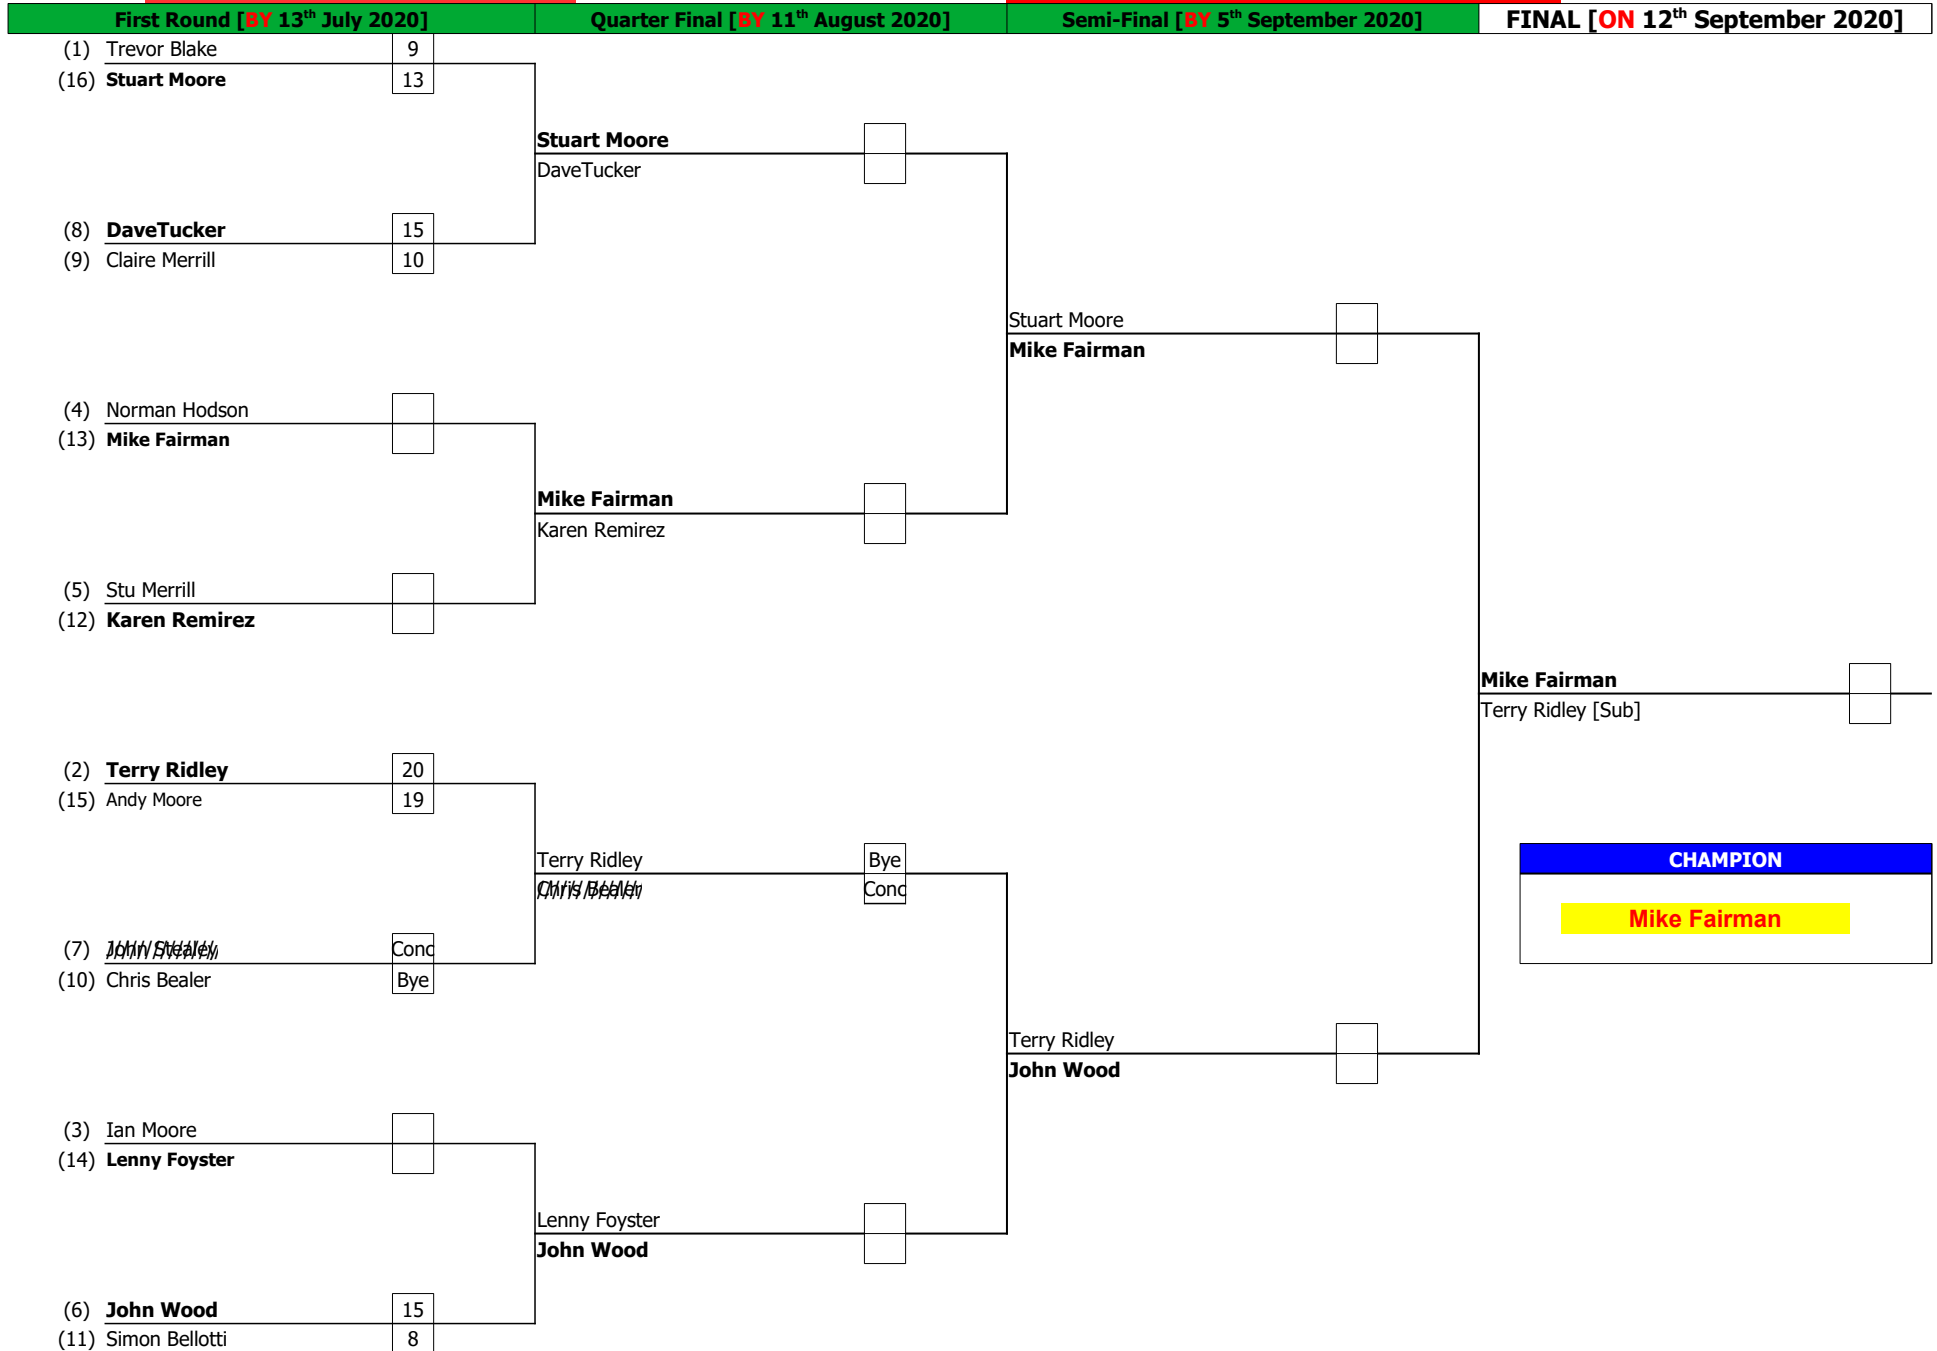 First Round [BY 13th July 2020] Quarter Final [BY 11th August 2020] Semi-Final [BY 5th September 2020] FINAL [ON 12th September 2020]
(1) Trevor Blake 9
(16) Stuart Moore 13
Stuart Moore
DaveTucker
(8) DaveTucker 15
(9) Claire Merrill 10
Stuart Moore
Mike Fairman
(4) Norman Hodson
(13) Mike Fairman
Mike Fairman
Karen Remirez
(5) Stu Merrill
(12) Karen Remirez
Mike Fairman
Terry Ridley [Sub]
(2) Terry Ridley 20
(15) Andy Moore 19
Terry Ridley Bye
Chris Bealer Conc
CHAMPION
Mike Fairman
(7) John Stealey Conc
(10) Chris Bealer Bye
Terry Ridley
John Wood
(3) Ian Moore
(14) Lenny Foyster
Lenny Foyster
John Wood
(6) John Wood 15
(11) Simon Bellotti 8